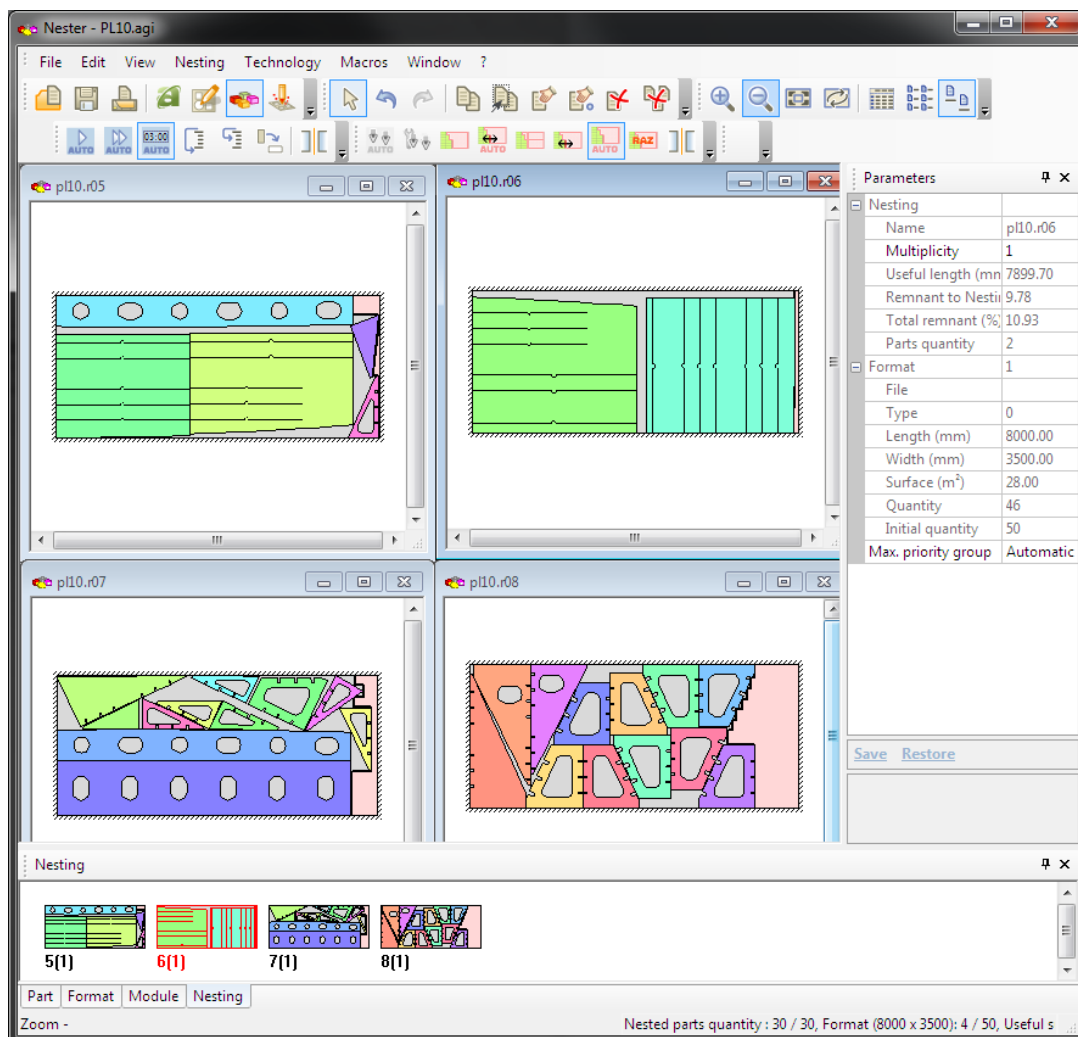 Nester - PL10.agi
File Edit View Nesting Technology Macros Window ?
AUTO AUTO 03:00 AUTO AUTO AUTO AUTO RAZ
pl10.r05
pl10.r06
Parameters
Nesting
Name pl10.r06
Multiplicity 1
Useful length (mn 7899.70
Remnant to Nesti 9.78
Total remnant (% 10.93
Parts quantity 2
Format 1
File
Type 0
Length (mm) 8000.00
Width (mm) 3500.00
Surface (m²) 28.00
Quantity 46
Initial quantity 50
Max. priority group Automatic
pl10.r07
pl10.r08
Save Restore
Nesting
5(1) 6(1) 7(1) 8(1)
Part Format Module Nesting
Zoom - Nested parts quantity : 30 / 30, Format (8000 x 3500): 4 / 50, Useful s